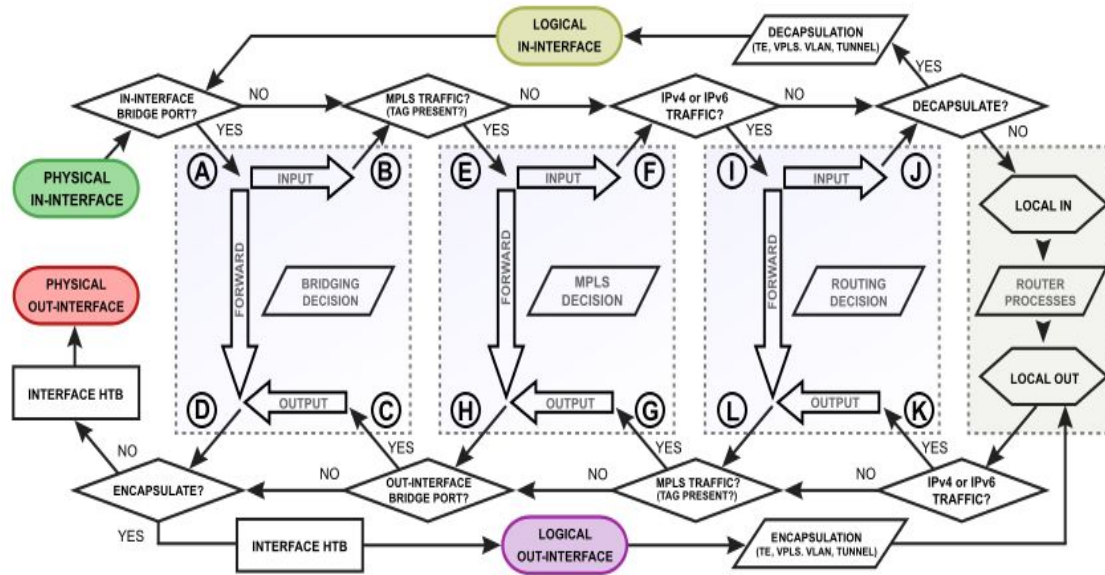 LOGICAL
IN-INTERFACE
DECAPSULATION
(TE, VPLS. VLAN, TUNNEL)
YES
IN-INTERFACE
BRIDGE PORT?
NO
MPLS TRAFFIC?
(TAG PRESENT?)
NO
IPv4 or IPv6
TRAFFIC?
NO
DECAPSULATE?
YES
YES
YES
NO
PHYSICAL
IN-INTERFACE
A
INPUT
B
E
INPUT
F
I
INPUT
J
LOCAL IN
FORWARD
FORWARD
FORWARD
PHYSICAL
OUT-INTERFACE
BRIDGING
DECISION
MPLS
DECISION
ROUTING
DECISION
ROUTER
PROCESSES
INTERFACE HTB
LOCAL OUT
D
OUTPUT
C
H
OUTPUT
G
L
OUTPUT
K
YES
YES
YES
NO
ENCAPSULATE?
NO
OUT-INTERFACE
BRIDGE PORT?
NO
MPLS TRAFFIC?
(TAG PRESENT?)
NO
IPv4 or IPv6
TRAFFIC?
YES
INTERFACE HTB
LOGICAL
OUT-INTERFACE
ENCAPSULATION
(TE, VPLS. VLAN, TUNNEL)